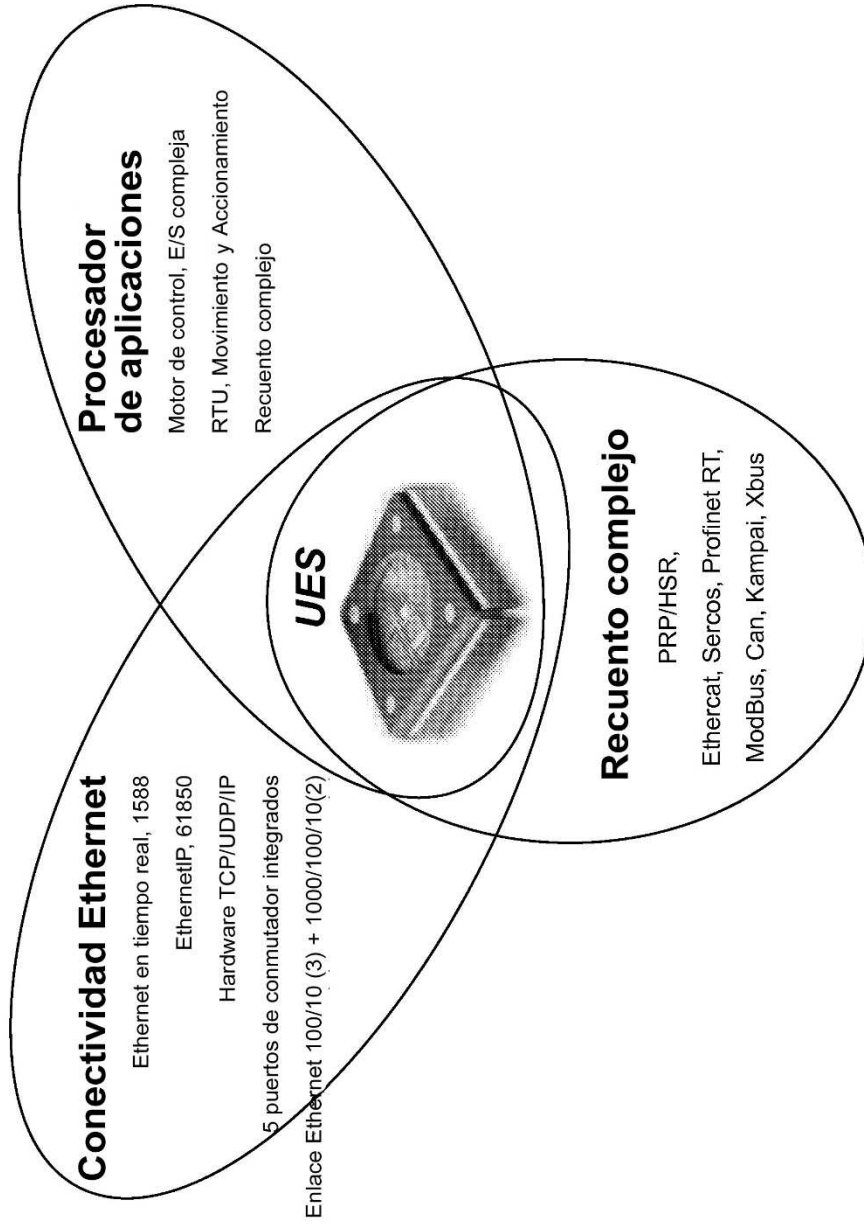 Conectividad Ethernet
Ethernet en tiempo real, 1588
EthernetIP, 61850
Hardware TCP/UDP/IP
5 puertos de conmutador integrados
Enlace Ethernet 100/10 (3) + 1000/100/10(2)
Procesador
de aplicaciones
Motor de control, E/S compleja
RTU, Movimiento y Accionamiento
Recuento complejo
UES
Recuento complejo
PRP/HSR,
Ethercat, Sercos, Profinet RT,
ModBus, Can, Kampai, Xbus